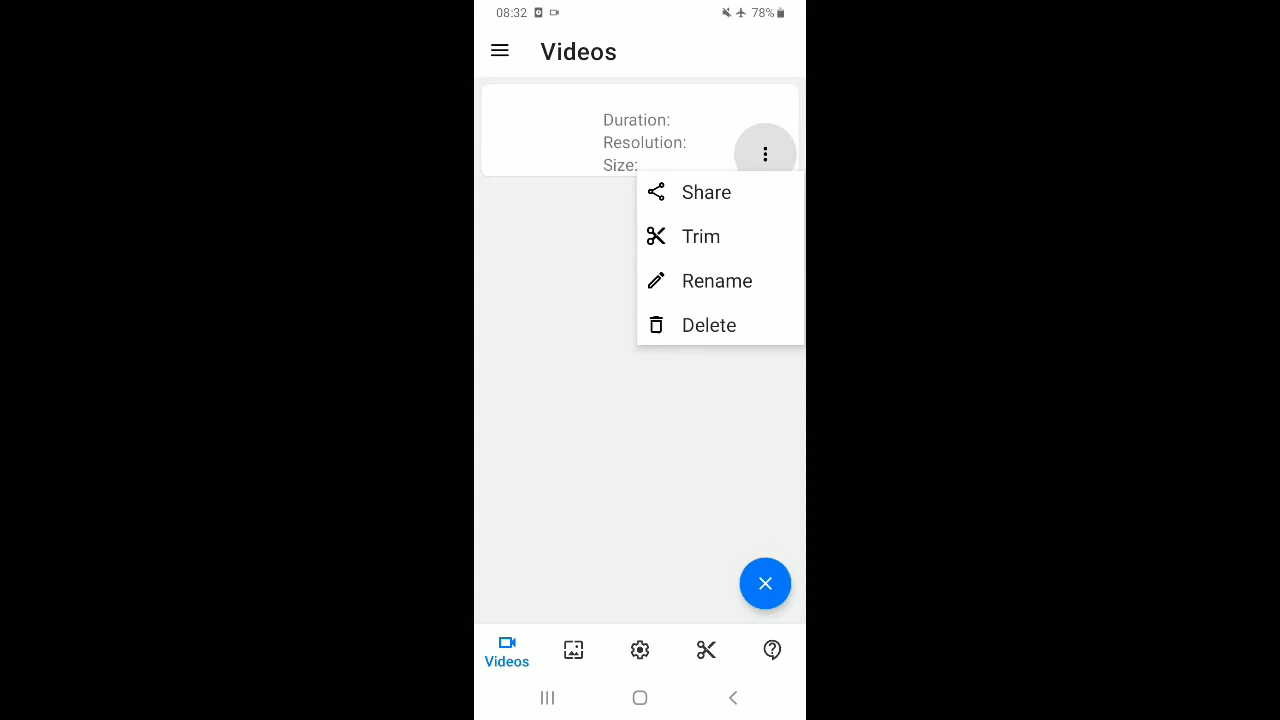 08:32
78%
Videos
Duration:
Resolution:
Size:
Share
Trim
Rename
Delete
Videos